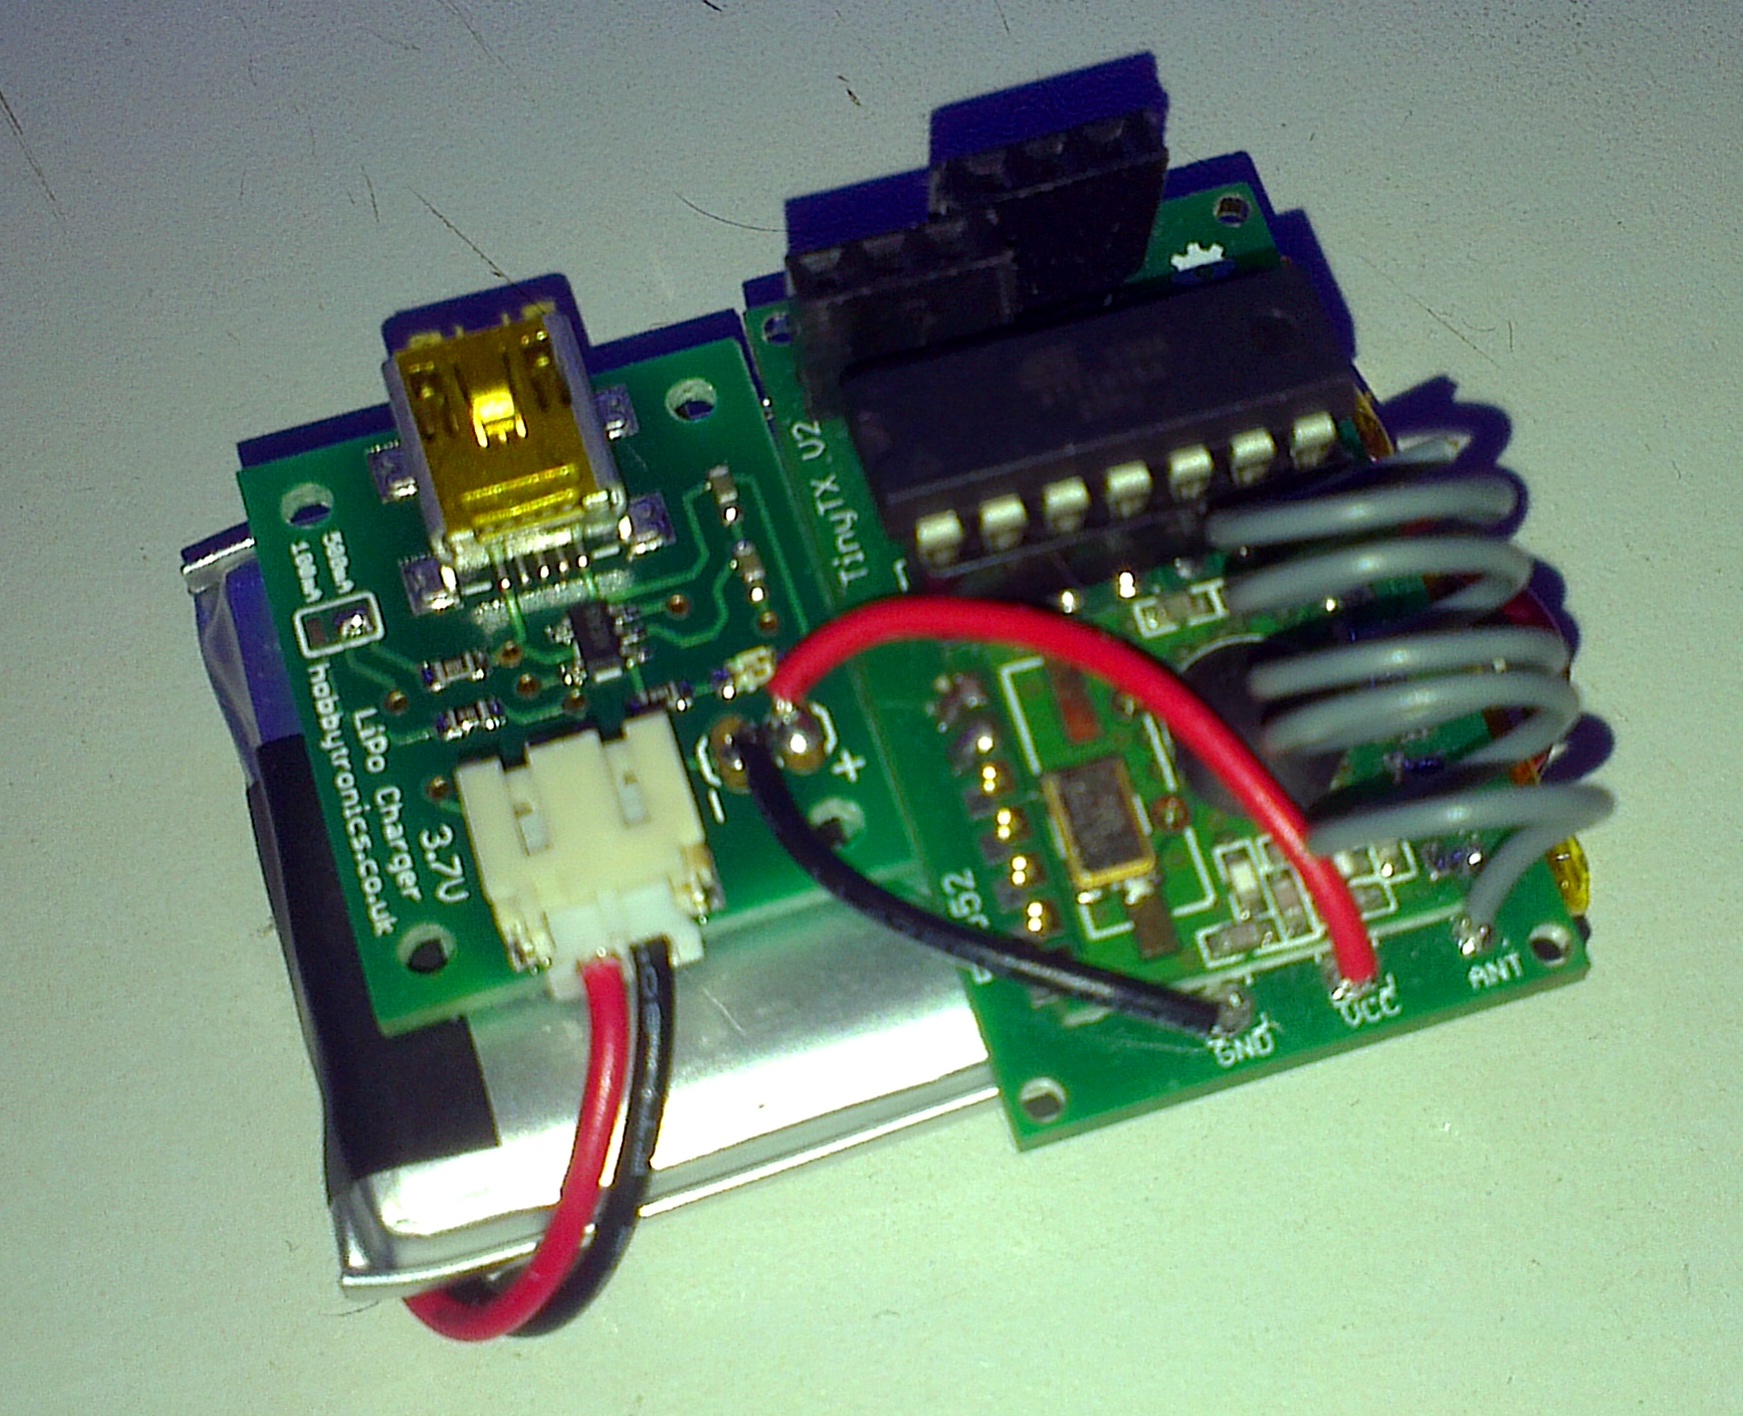 500mA
100mA
hobbytronics.co.uk
LiPo Charger
3.7V
+
-
TinyTX V2
GND
VCC
ANT